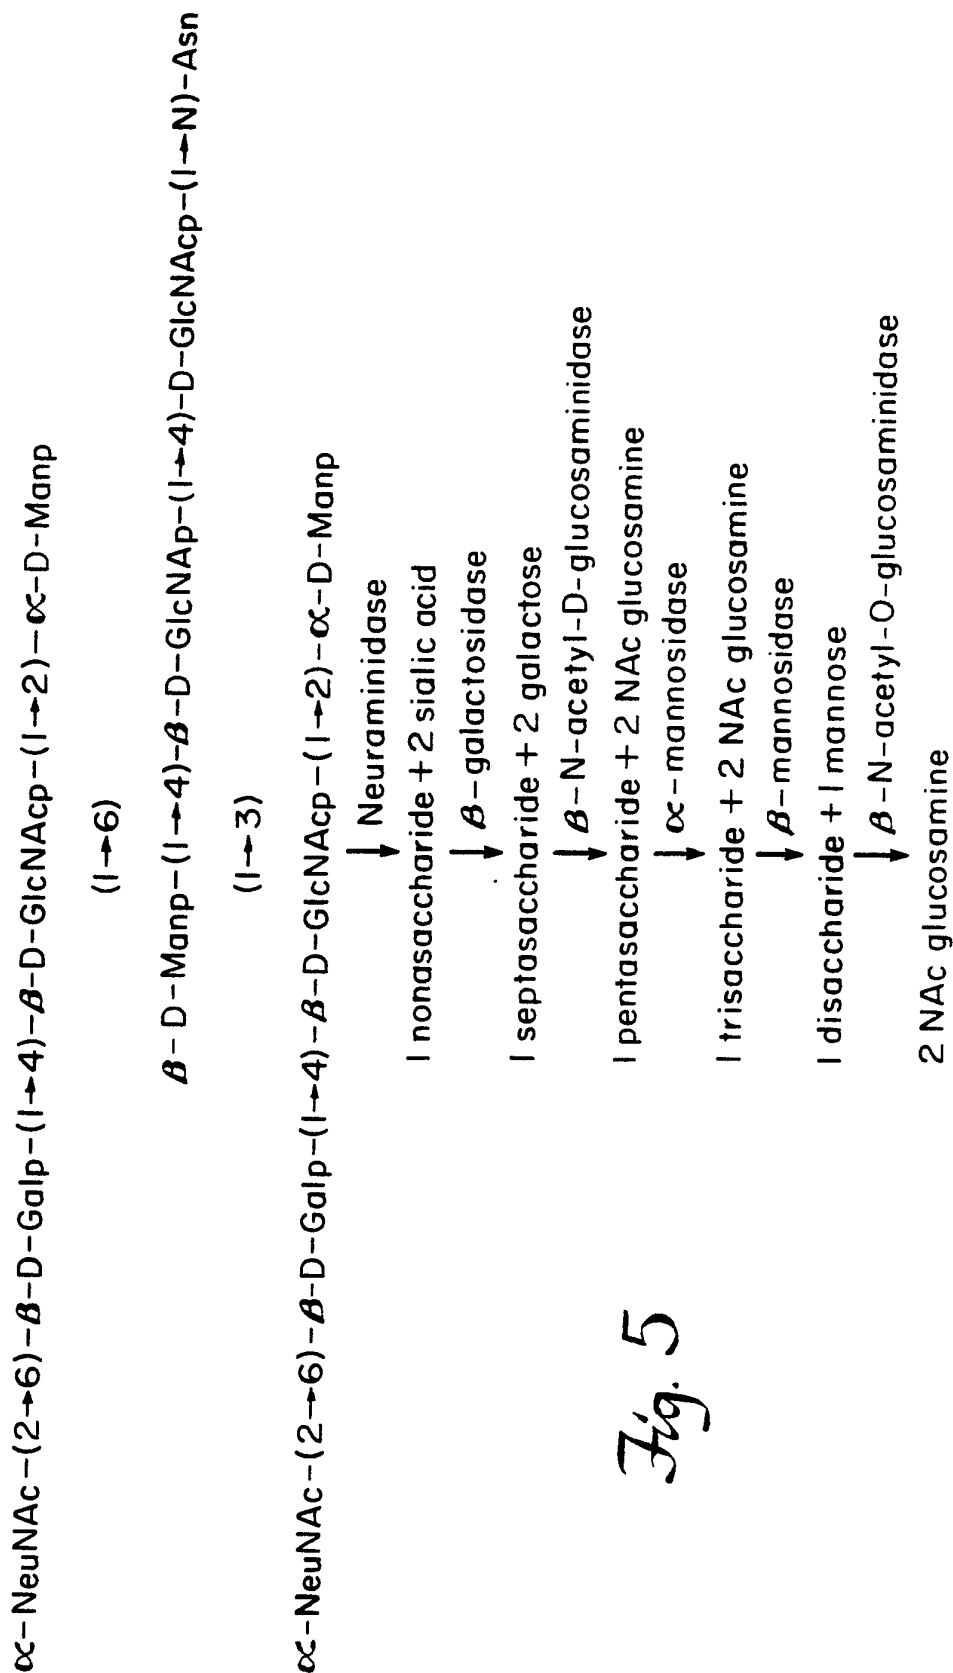 α-NeuNAc-(2→6)-β-D-Galp-(1→4)-β-D-GlcNAcp-(1→2)-α-D-Manp
(1→6)
β-D-Manp-(1→4)-β-D-GlcNAp-(1→4)-D-GlcNAcp-(1→N)-Asn
(1→3)
α-NeuNAc-(2→6)-β-D-Galp-(1→4)-β-D-GlcNAcp-(1→2)-α-D-Manp
↓ Neuraminidase
1 nonasaccharide + 2 sialic acid
↓ β-galactosidase
1 septasaccharide + 2 galactose
↓ β-N-acetyl-D-glucosaminidase
1 pentasaccharide + 2 NAc glucosamine
↓ α-mannosidase
1 trisaccharide + 2 NAc glucosamine
↓ β-mannosidase
1 disaccharide + 1 mannose
↓ β-N-acetyl-O-glucosaminidase
2 NAc glucosamine
Fig. 5